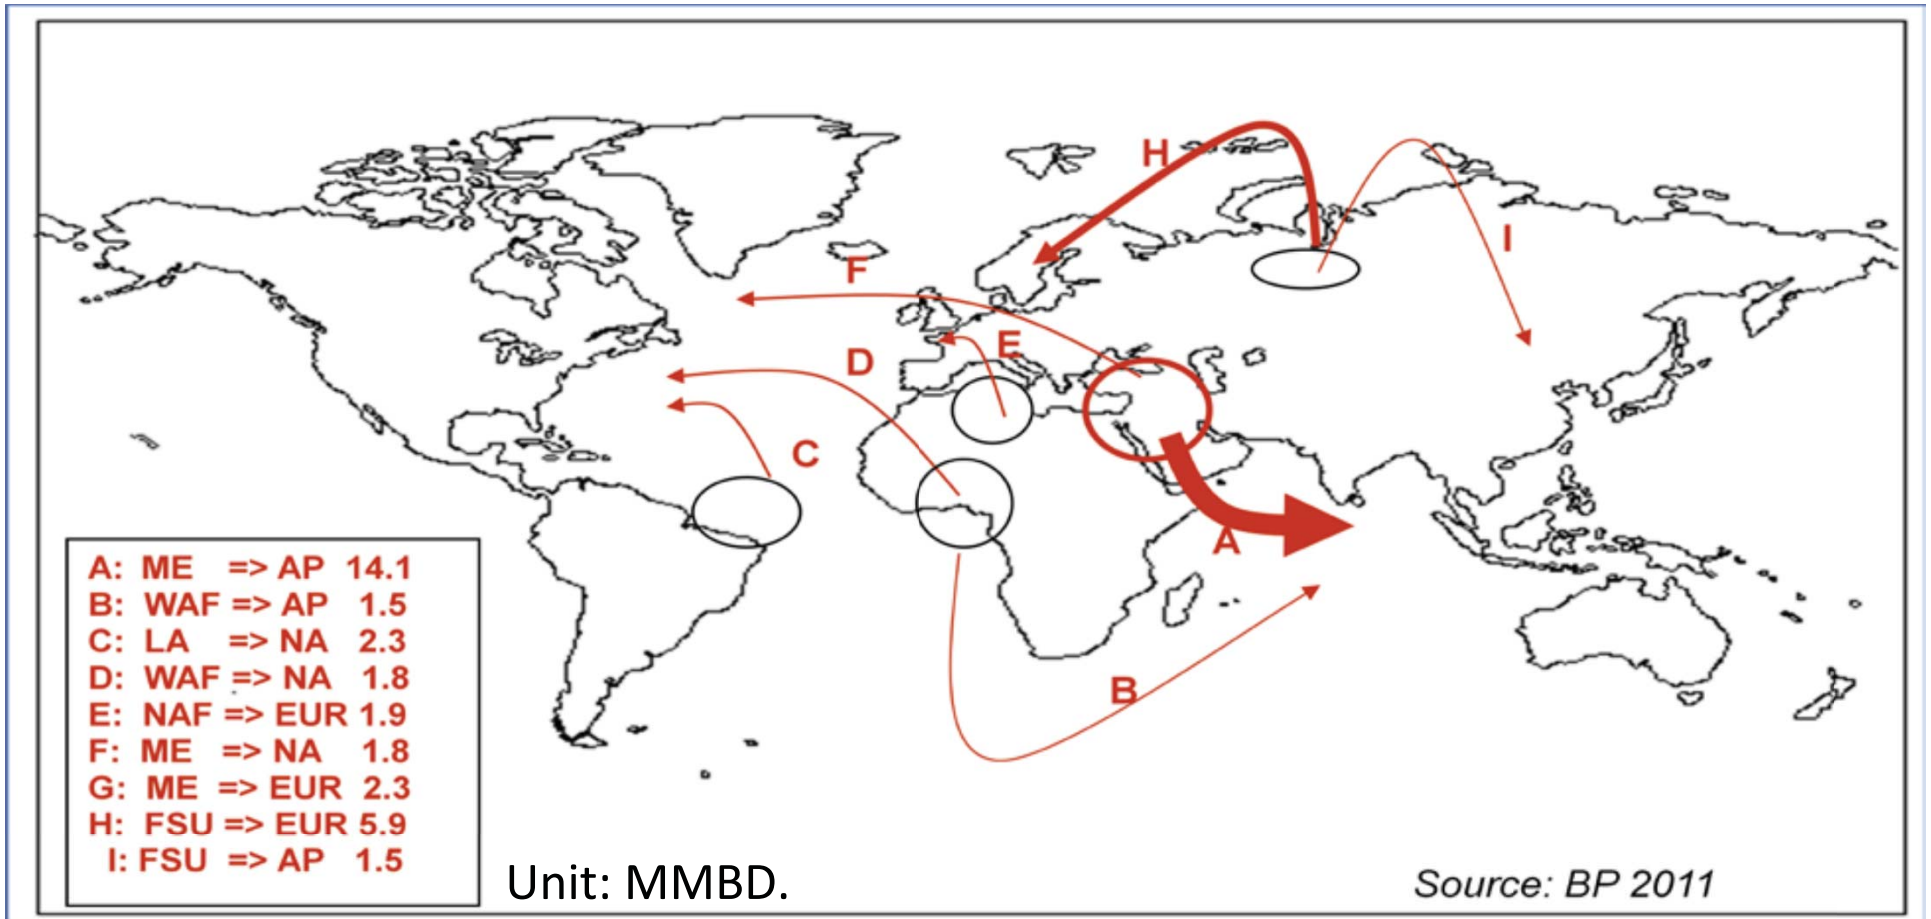 H
I
F
E
D
C
A
B
A: ME => AP 14.1
B: WAF => AP 1.5
C: LA => NA 2.3
D: WAF => NA 1.8
E: NAF => EUR 1.9
F: ME => NA 1.8
G: ME => EUR 2.3
H: FSU => EUR 5.9
I: FSU => AP 1.5
Unit: MMBD.
Source: BP 2011